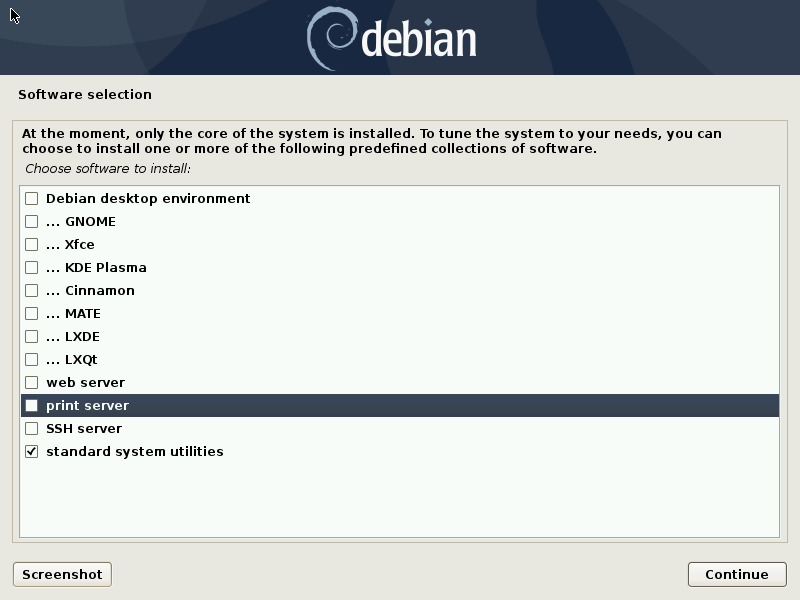 debian
Software selection
At the moment, only the core of the system is installed. To tune the system to your needs, you can
choose to install one or more of the following predefined collections of software.
Choose software to install:
Debian desktop environment
... GNOME
... Xfce
... KDE Plasma
... Cinnamon
... MATE
... LXDE
... LXQt
web server
print server
SSH server
standard system utilities
Screenshot
Continue